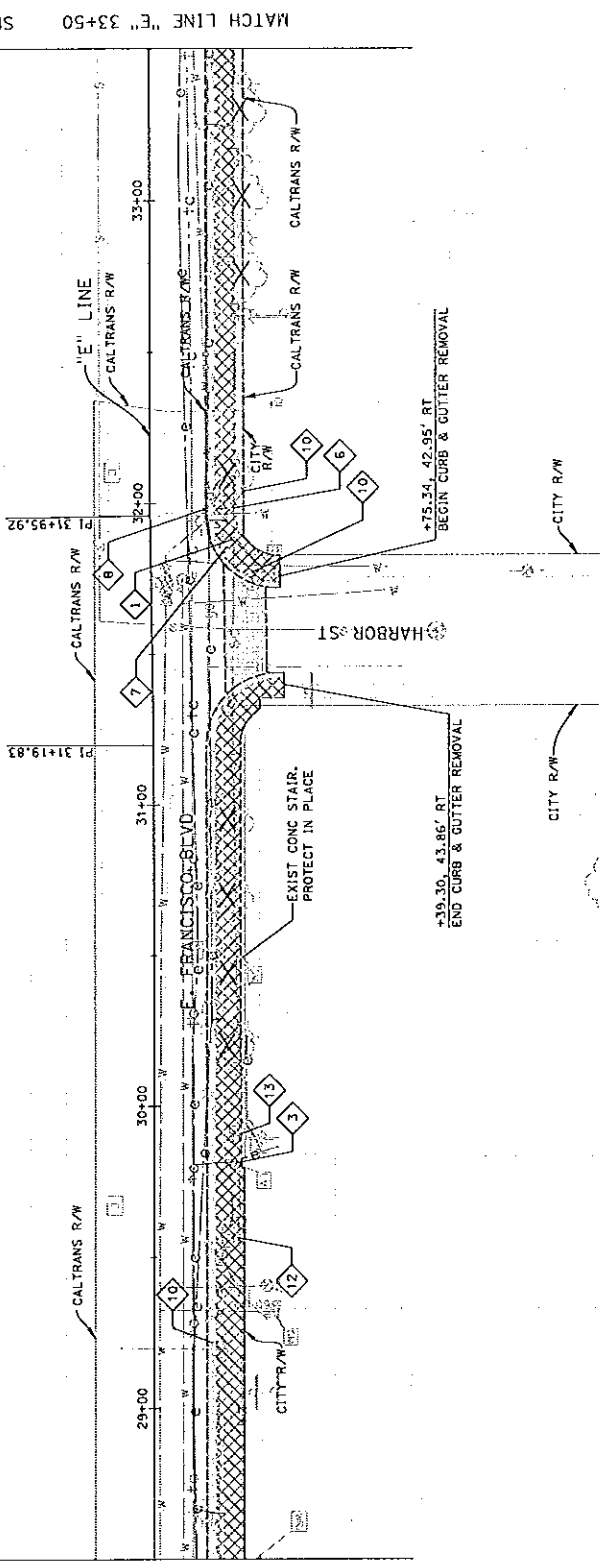 MATCH LINE "E" 33+50
CALTRANS R/W
"E" LINE
CALTRANS R/W
33+00
CALTRANS R/W
CALTRANS R/W
CALTRANS R/W
CITY
R/W
10
6
10
+75.34, 42.95' RT
BEGIN CURB & GUTTER REMOVAL
CITY R/W
32+00
PI 31+95.92
8
1
7
CALTRANS R/W
HARBOR ST
PI 31+19.83
31+00
E. FRANCISCO BLVD
EXIST CONC STAIR.
PROTECT IN PLACE
+39.30, 43.86' RT
END CURB & GUTTER REMOVAL
CITY R/W
30+00
13
3
12
10
CALTRANS R/W
CITY R/W
29+00